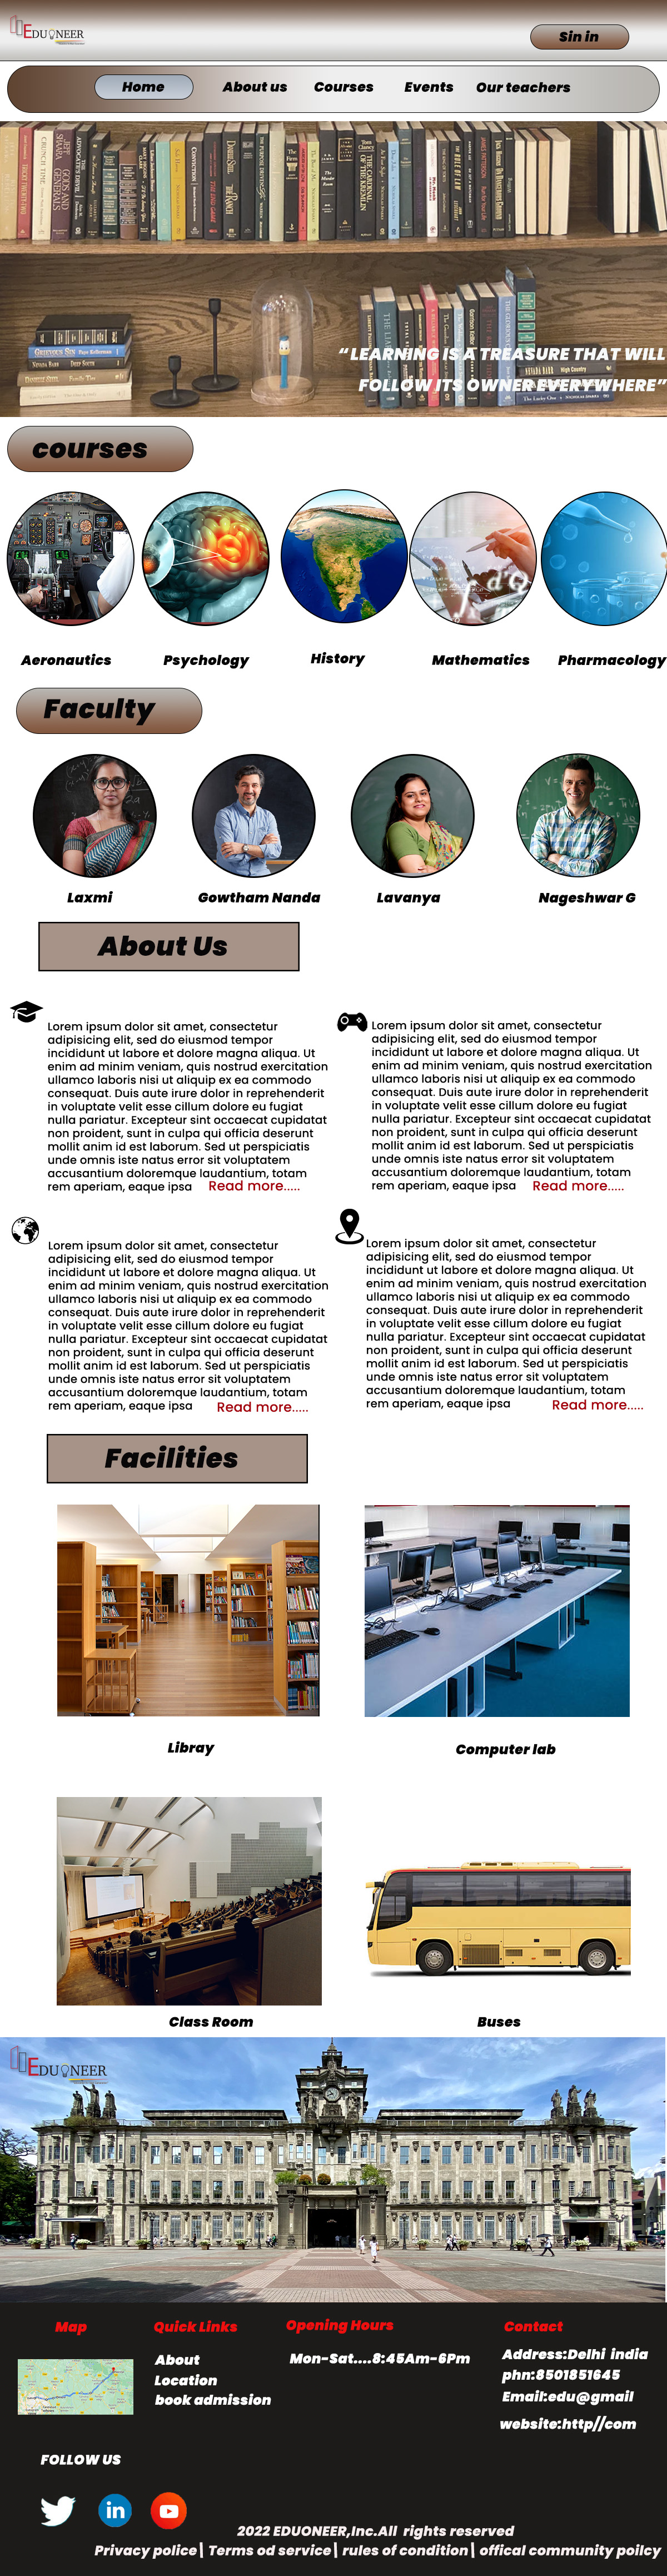 EDUONEER
Sin in
Home About us Courses Events Our teachers
“ LEARNING IS A TREASURE THAT WILL
FOLLOW ITS OWNER EVERYWHERE”
courses
Aeronautics Psychology History Mathematics Pharmacology
Faculty
Laxmi Gowtham Nanda Lavanya Nageshwar G
About Us
Lorem ipsum dolor sit amet, consectetur
adipisicing elit, sed do eiusmod tempor
incididunt ut labore et dolore magna aliqua. Ut
enim ad minim veniam, quis nostrud exercitation
ullamco laboris nisi ut aliquip ex ea commodo
consequat. Duis aute irure dolor in reprehenderit
in voluptate velit esse cillum dolore eu fugiat
nulla pariatur. Excepteur sint occaecat cupidatat
non proident, sunt in culpa qui officia deserunt
mollit anim id est laborum. Sed ut perspiciatis
unde omnis iste natus error sit voluptatem
accusantium doloremque laudantium, totam
rem aperiam, eaque ipsa Read more.....
Lorem ipsum dolor sit amet, consectetur
adipisicing elit, sed do eiusmod tempor
incididunt ut labore et dolore magna aliqua. Ut
enim ad minim veniam, quis nostrud exercitation
ullamco laboris nisi ut aliquip ex ea commodo
consequat. Duis aute irure dolor in reprehenderit
in voluptate velit esse cillum dolore eu fugiat
nulla pariatur. Excepteur sint occaecat cupidatat
non proident, sunt in culpa qui officia deserunt
mollit anim id est laborum. Sed ut perspiciatis
unde omnis iste natus error sit voluptatem
accusantium doloremque laudantium, totam
rem aperiam, eaque ipsa Read more.....
Lorem ipsum dolor sit amet, consectetur
adipisicing elit, sed do eiusmod tempor
incididunt ut labore et dolore magna aliqua. Ut
enim ad minim veniam, quis nostrud exercitation
ullamco laboris nisi ut aliquip ex ea commodo
consequat. Duis aute irure dolor in reprehenderit
in voluptate velit esse cillum dolore eu fugiat
nulla pariatur. Excepteur sint occaecat cupidatat
non proident, sunt in culpa qui officia deserunt
mollit anim id est laborum. Sed ut perspiciatis
unde omnis iste natus error sit voluptatem
accusantium doloremque laudantium, totam
rem aperiam, eaque ipsa Read more.....
Lorem ipsum dolor sit amet, consectetur
adipisicing elit, sed do eiusmod tempor
incididunt ut labore et dolore magna aliqua. Ut
enim ad minim veniam, quis nostrud exercitation
ullamco laboris nisi ut aliquip ex ea commodo
consequat. Duis aute irure dolor in reprehenderit
in voluptate velit esse cillum dolore eu fugiat
nulla pariatur. Excepteur sint occaecat cupidatat
non proident, sunt in culpa qui officia deserunt
mollit anim id est laborum. Sed ut perspiciatis
unde omnis iste natus error sit voluptatem
accusantium doloremque laudantium, totam
rem aperiam, eaque ipsa Read more.....
Facilities
Libray Computer lab
Class Room Buses
EDUONEER
Map
Quick Links
About
Location
book admission
Opening Hours
Mon-Sat....8:45Am-6Pm
Contact
Address:Delhi india
phn:8501851645
Email:edu@gmail
website:http//com
FOLLOW US
in
2022 EDUONEER,Inc.All rights reserved
Privacy police| Terms od service| rules of condition| offical community poilcy